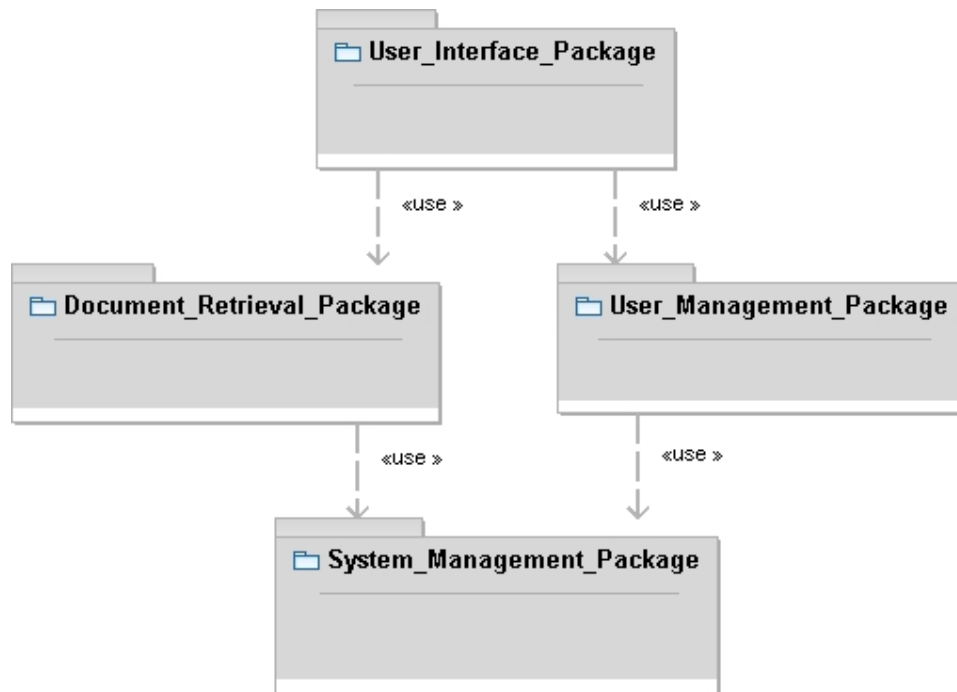 User_Interface_Package
«use »
«use »
Document_Retrieval_Package
User_Management_Package
«use »
«use »
System_Management_Package